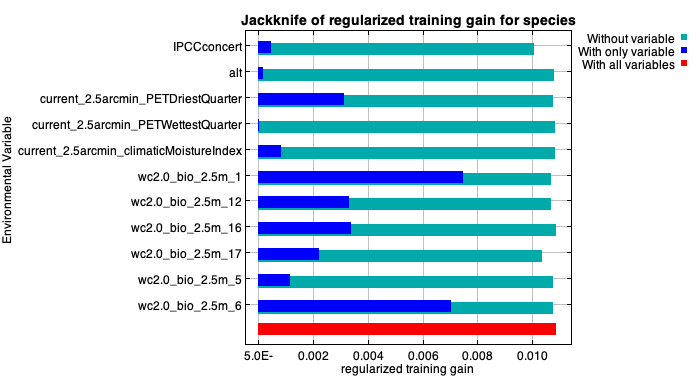 Jackknife of regularized training gain for species
Without variable
With only variable
With all variables
Environmental Variable
IPCCconcert
alt
current_2.5arcmin_PETDriestQuarter
current_2.5arcmin_PETWettestQuarter
current_2.5arcmin_climaticMoistureIndex
wc2.0_bio_2.5m_1
wc2.0_bio_2.5m_12
wc2.0_bio_2.5m_16
wc2.0_bio_2.5m_17
wc2.0_bio_2.5m_5
wc2.0_bio_2.5m_6
5.0E- 0.002 0.004 0.006 0.008 0.010
regularized training gain